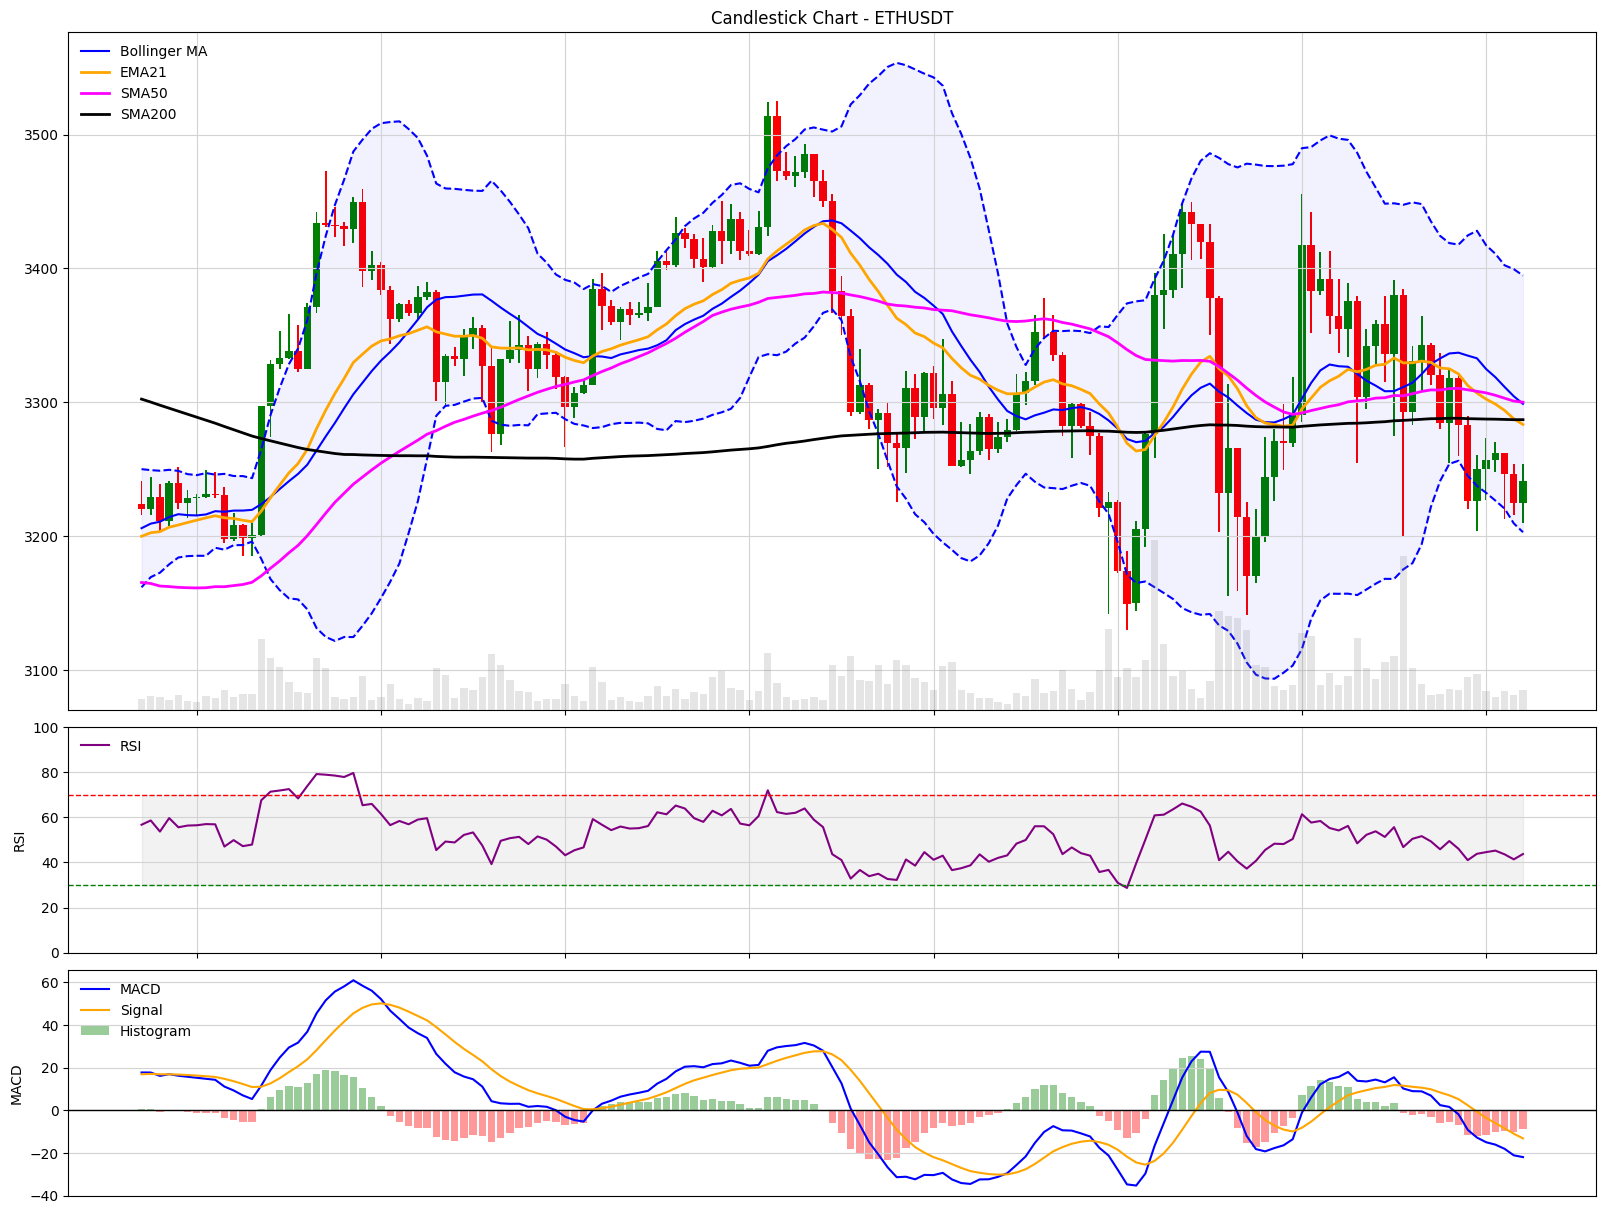 Candlestick Chart - ETHUSDT
Bollinger MA
EMA21
SMA50
SMA200
3500
3400
3300
3200
3100
RSI
100
80
60
40
20
0
RSI
MACD
Signal
Histogram
60
40
20
0
−20
−40
MACD